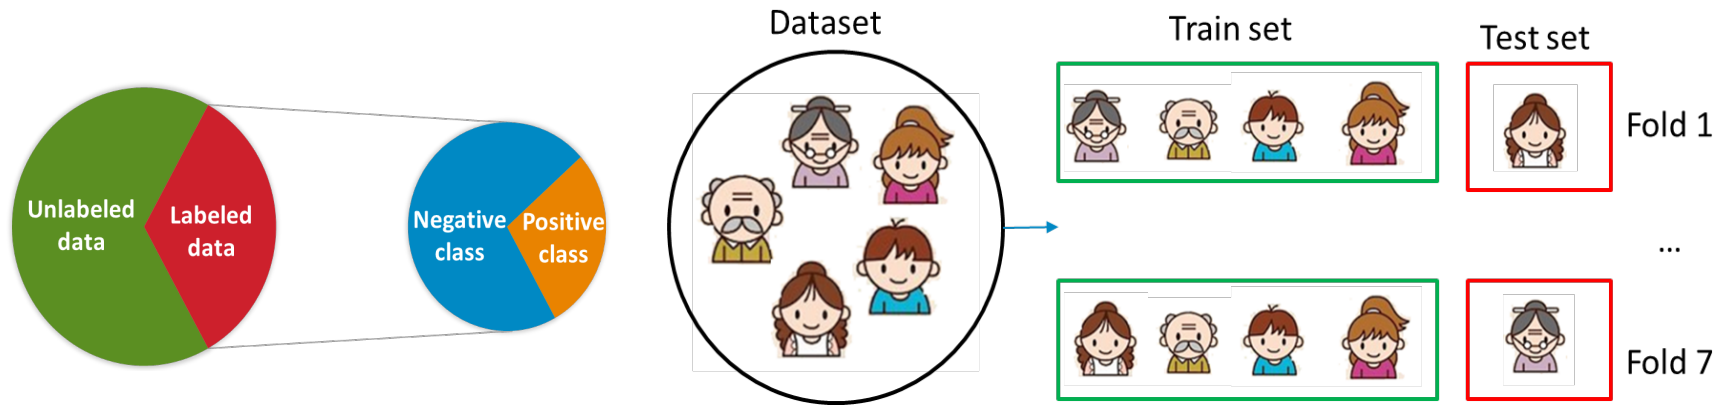 Unlabeled
data
Labeled
data
Negative
class
Positive
class
Dataset
Train set
Test set
Fold 1
...
Fold 7